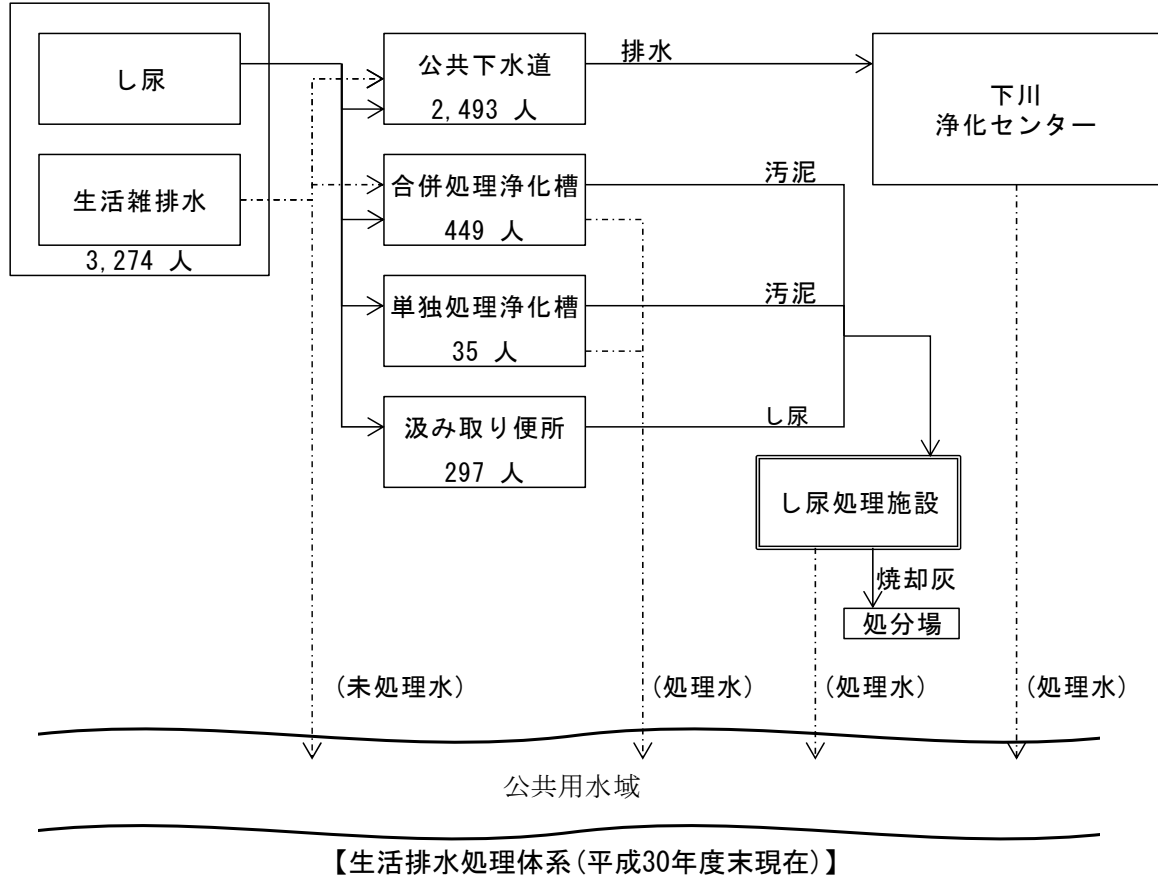 し尿
生活雑排水
3,274 人
公共下水道
2,493 人
排水
下川
浄化センター
合併処理浄化槽
449 人
汚泥
単独処理浄化槽
35 人
汚泥
汲み取り便所
297 人
し尿
し尿処理施設
焼却灰
処分場
(未処理水)
(処理水)
(処理水)
(処理水)
公共用水域
【生活排水処理体系(平成30年度末現在)】